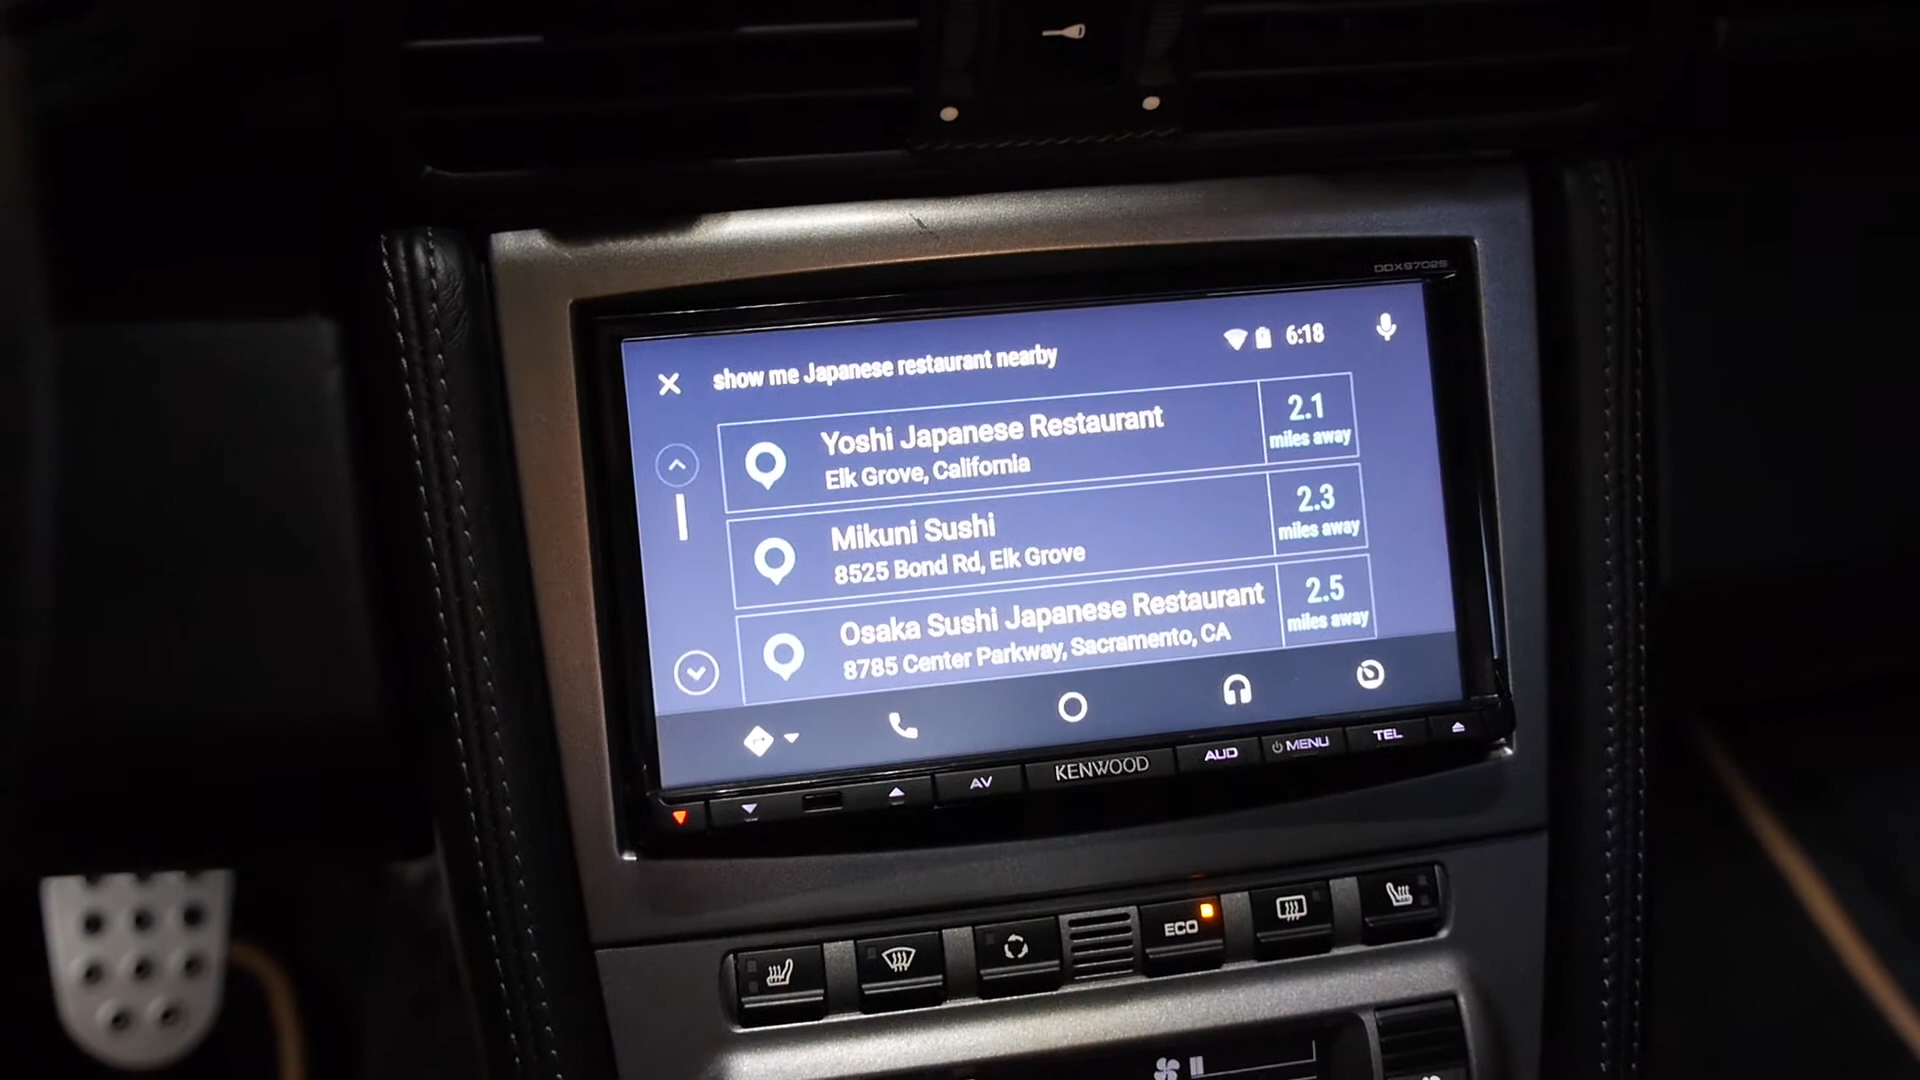 DDX9702S
show me Japanese restaurant nearby
6:18
Yoshi Japanese Restaurant
Elk Grove, California
2.1
miles away
Mikuni Sushi
8525 Bond Rd, Elk Grove
2.3
miles away
Osaka Sushi Japanese Restaurant
8785 Center Parkway, Sacramento, CA
2.5
miles away
AV
KENWOOD
AUD
MENU
TEL
ECO